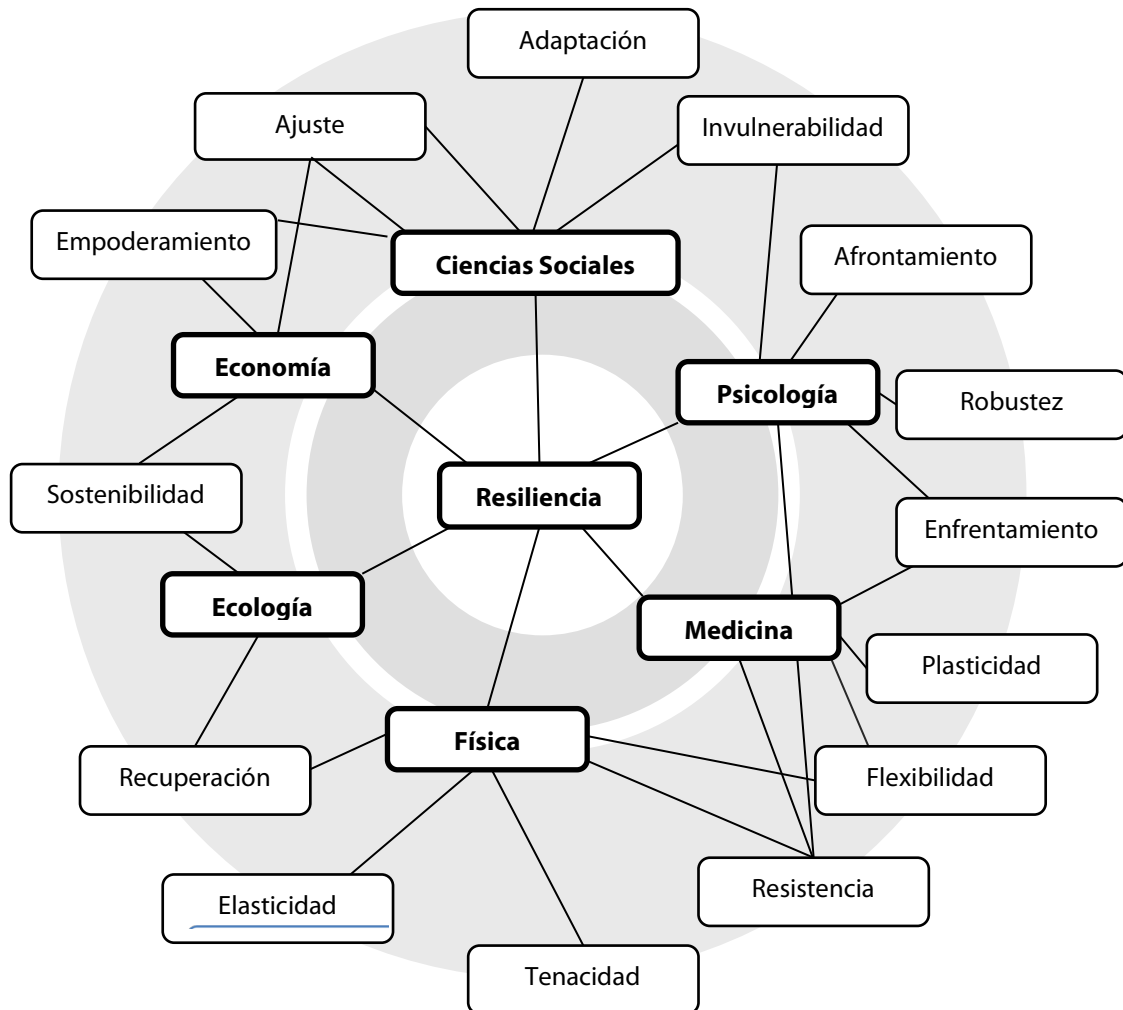 Adaptación
Ajuste
Invulnerabilidad
Empoderamiento
Afrontamiento
Ciencias Sociales
Economía
Psicología
Robustez
Sostenibilidad
Resiliencia
Enfrentamiento
Ecología
Medicina
Plasticidad
Física
Recuperación
Flexibilidad
Elasticidad
Resistencia
Tenacidad